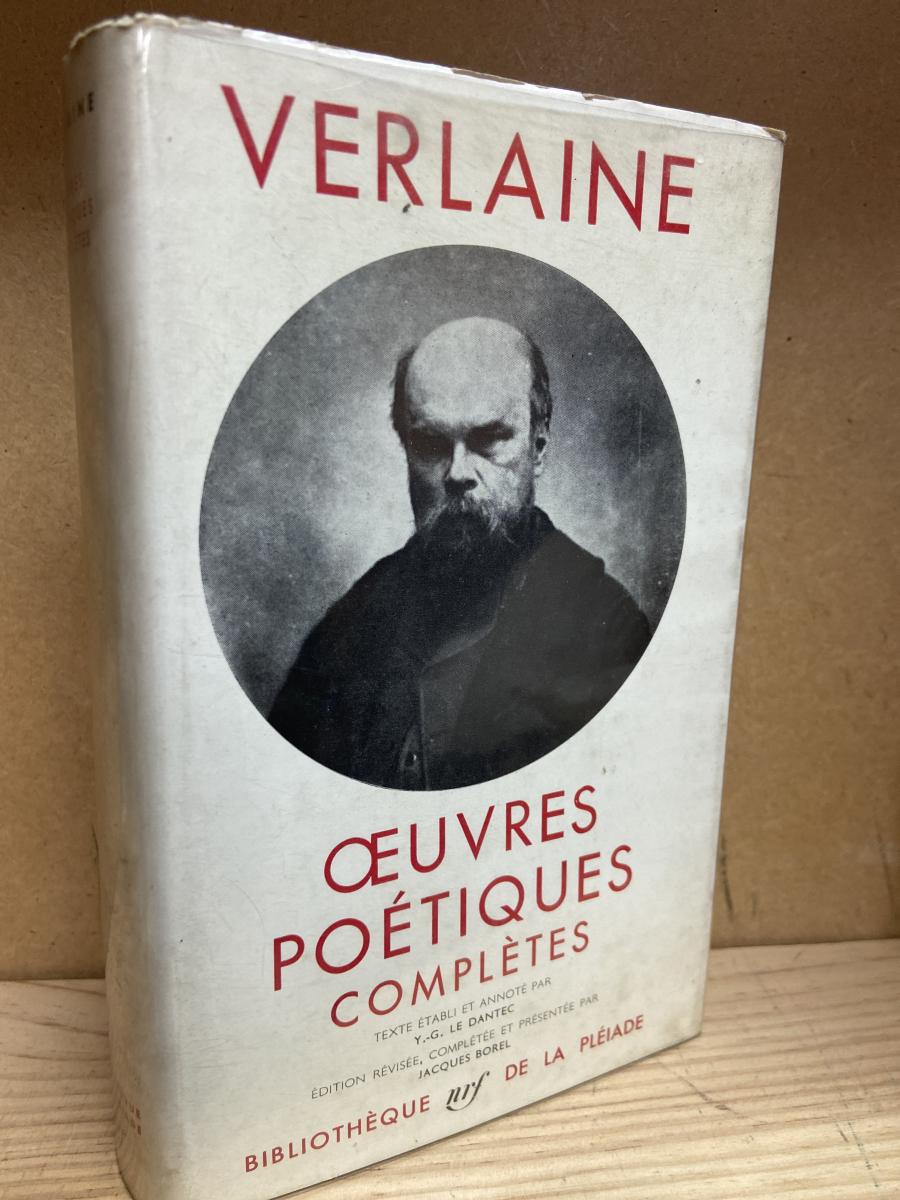 VERLAINE
ŒUVRES
POÉTIQUES
COMPLÈTES
TEXTE ÉTABLI ET ANNOTÉ PAR
Y.-G. LE DANTEC
ÉDITION RÉVISÉE, COMPLÉTÉE ET PRÉSENTÉE PAR
JACQUES BOREL
BIBLIOTHÈQUE nrf DE LA PLÉIADE